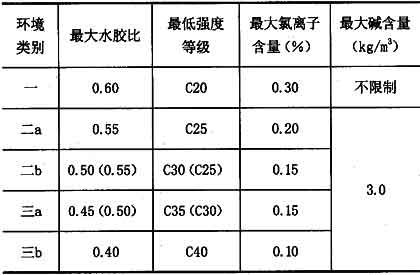 环境类别 最大水胶比 最低强度等级 最大氯离子含量(%) 最大碱含量(kg/m³)
一 0.60 C20 0.30 不限制
二a 0.55 C25 0.20 3.0
二b 0.50(0.55) C30(C25) 0.15
三a 0.45(0.50) C35(C30) 0.15
三b 0.40 C40 0.10